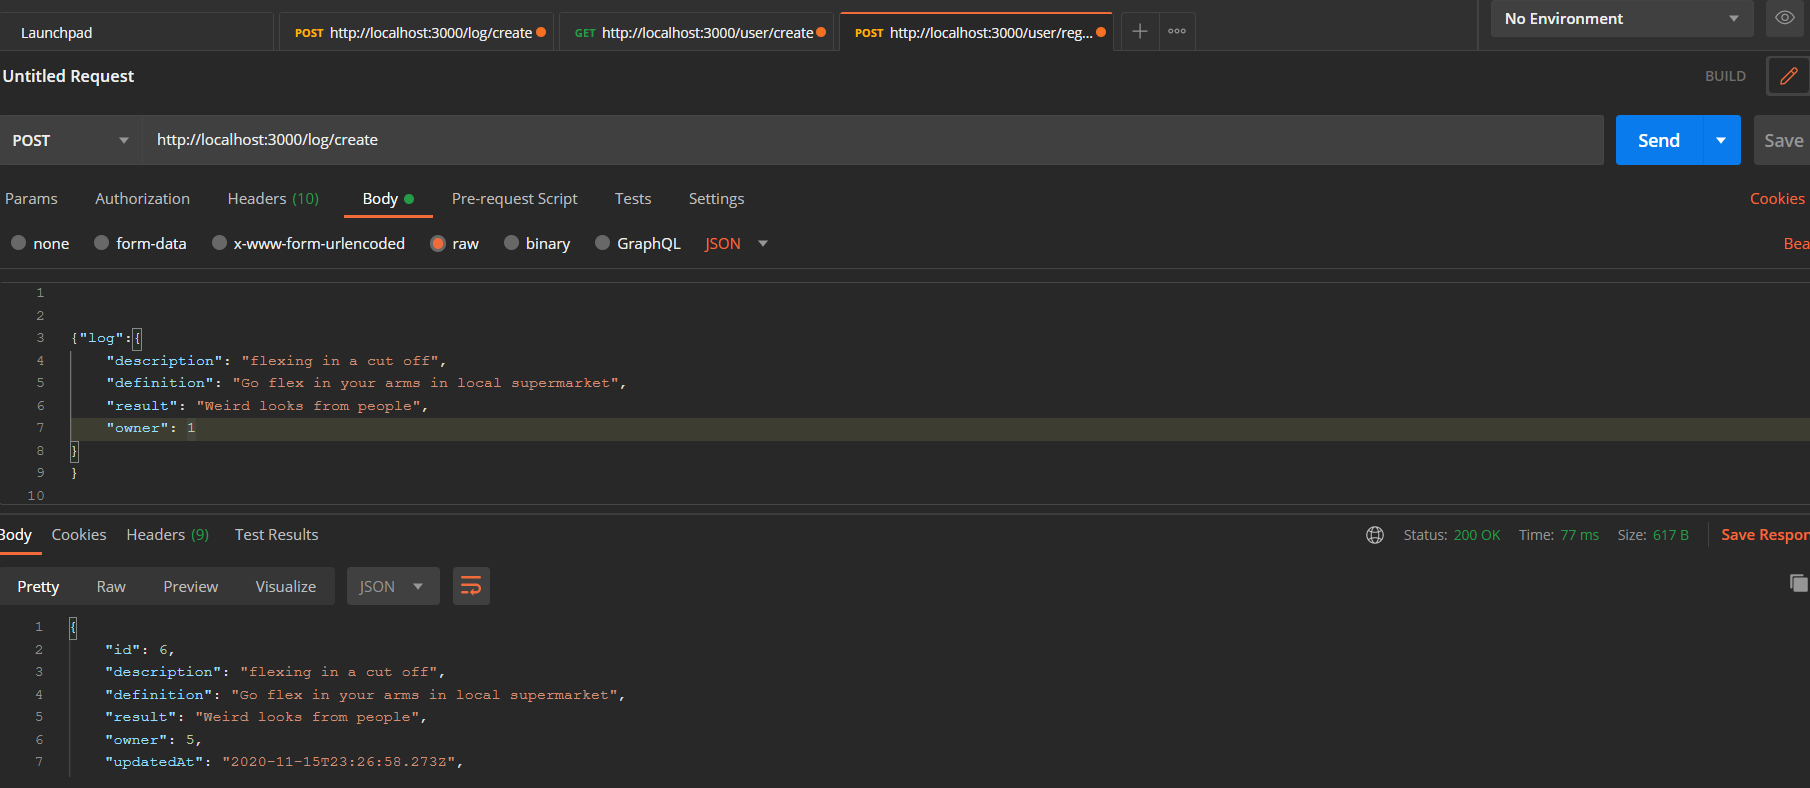 Launchpad
POST http://localhost:3000/log/create
GET http://localhost:3000/user/create
POST http://localhost:3000/user/reg...
No Environment
Untitled Request
BUILD
POST
http://localhost:3000/log/create
Send
Save
Params Authorization Headers (10) Body Pre-request Script Tests Settings Cookies
none form-data x-www-form-urlencoded raw binary GraphQL JSON Bea
1
2
3 {"log":{
4 "description": "flexing in a cut off",
5 "definition": "Go flex in your arms in local supermarket",
6 "result": "Weird looks from people",
7 "owner": 1
8 }
9 }
10
Body Cookies Headers (9) Test Results Status: 200 OK Time: 77 ms Size: 617 B Save Respon
Pretty Raw Preview Visualize JSON
1 {
2 "id": 6,
3 "description": "flexing in a cut off",
4 "definition": "Go flex in your arms in local supermarket",
5 "result": "Weird looks from people",
6 "owner": 5,
7 "updatedAt": "2020-11-15T23:26:58.273Z",